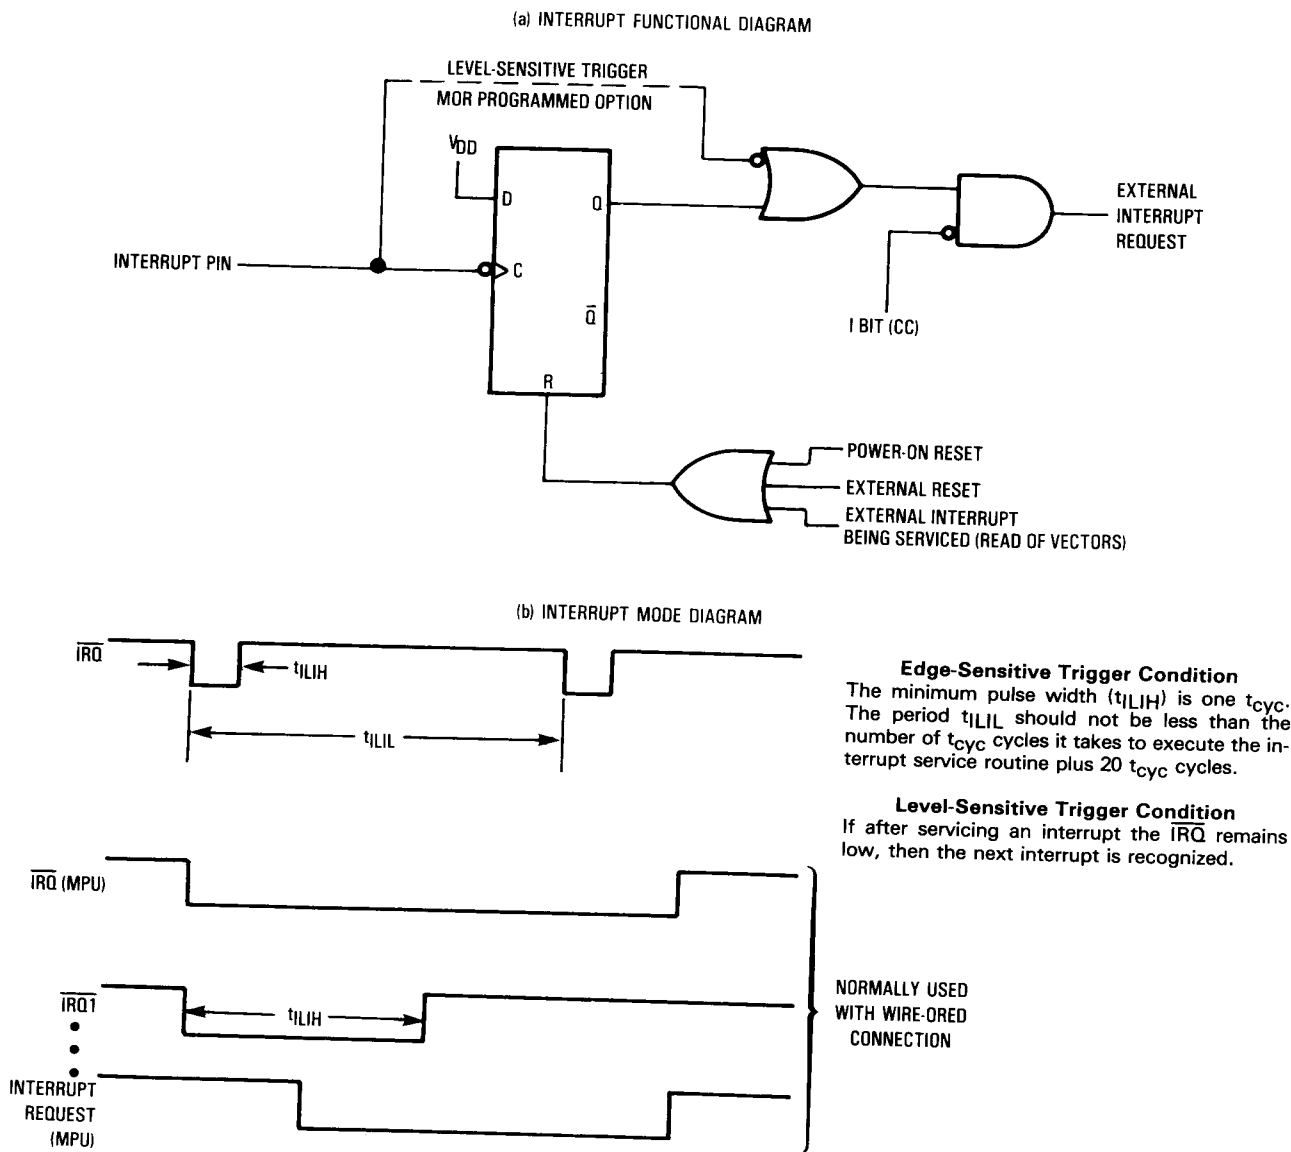 (a) INTERRUPT FUNCTIONAL DIAGRAM
LEVEL-SENSITIVE TRIGGER
MOR PROGRAMMED OPTION
VDD
D
Q
INTERRUPT PIN
C
Q̅
R
EXTERNAL
INTERRUPT
REQUEST
I BIT (CC)
POWER-ON RESET
EXTERNAL RESET
EXTERNAL INTERRUPT
BEING SERVICED (READ OF VECTORS)
(b) INTERRUPT MODE DIAGRAM
I̅R̅Q̅
tILIH
tILIL
Edge-Sensitive Trigger Condition
The minimum pulse width (tILIH) is one tcyc.
The period tILIL should not be less than the
number of tcyc cycles it takes to execute the in-
terrupt service routine plus 20 tcyc cycles.
Level-Sensitive Trigger Condition
If after servicing an interrupt the I̅R̅Q̅ remains
low, then the next interrupt is recognized.
I̅R̅Q̅ (MPU)
I̅R̅Q̅1̅
tILIH
INTERRUPT
REQUEST
(MPU)
NORMALLY USED
WITH WIRE-ORED
CONNECTION